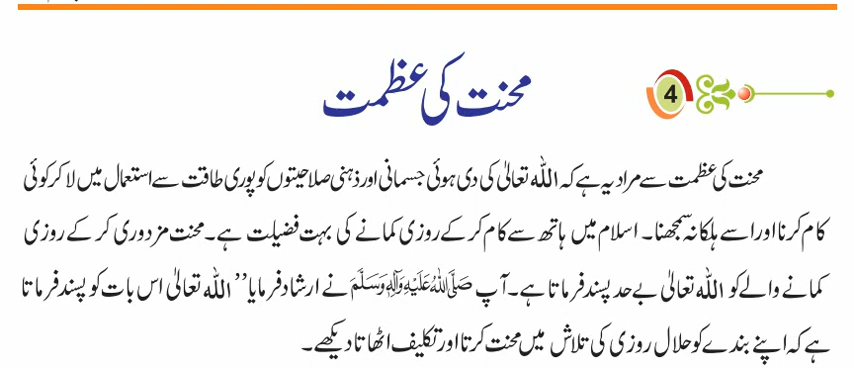 4
محنت کی عظمت
محنت کی عظمت سے مراد یہ ہے کہ اللہ تعالیٰ کی دی ہوئی جسمانی اور ذہنی صلاحیتوں کو پوری طاقت سے استعمال میں لا کر کوئی
کام کرنا اور اسے ہلکا نہ سمجھنا۔ اسلام میں ہاتھ سے کام کر کے روزی کمانے کی بہت فضیلت ہے۔ محنت مزدوری کر کے روزی
کمانے والے کو اللہ تعالیٰ بے حد پسند فرماتا ہے۔ آپ صَلَّی اللّٰہُ عَلَیْہِ وَآلِہٖ وَسَلَّمَ نے ارشاد فرمایا ’’اللہ تعالیٰ اس بات کو پسند فرماتا
ہے کہ اپنے بندے کو حلال روزی کی تلاش میں محنت کرتا اور تکلیف اٹھاتا دیکھے۔